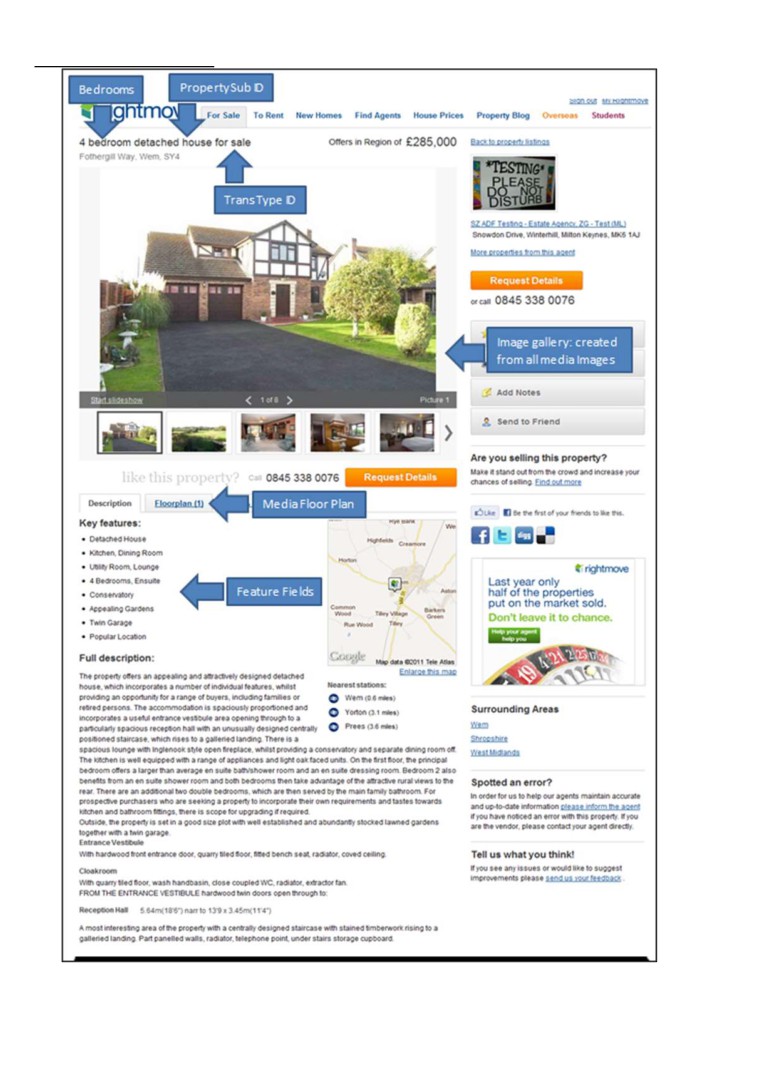 Bedrooms
PropertySub ID
Sign out My Rightmove
rightmove
For Sale To Rent New Homes Find Agents House Prices Property Blog Overseas Students
4 bedroom detached house for sale
Offers in Region of £285,000
Fothergill Way, Wem, SY4
TransType ID
Start slideshow
1 of 8
Picture 1
like this property? Call 0845 338 0076 Request Details
Description
Floorplan (1)
Media Floor Plan
Key features:
• Detached House
• Kitchen, Dining Room
• Utility Room, Lounge
• 4 Bedrooms, Ensuite
• Conservatory
• Appealing Gardens
• Twin Garage
• Popular Location
Feature Fields
Rye Bank
We
Highfields
Creamore
Horton
Aston
Common Wood
Tilley Village
Barkers Green
Rue Wood
Tilley
Google
Map data ©2011 Tele Atlas
Enlarge this map
Nearest stations:
Wem (0.6 miles)
Yorton (3.1 miles)
Prees (3.6 miles)
Full description:
The property offers an appealing and attractively designed detached
house, which incorporates a number of individual features, whilst
providing an opportunity for a range of buyers, including families or
retired persons. The accommodation is spaciously proportioned and
incorporates a useful entrance vestibule area opening through to a
particularly spacious reception hall with an unusually designed centrally
positioned staircase, which rises to a galleried landing. There is a
spacious lounge with Inglenook style open fireplace, whilst providing a conservatory and separate dining room off.
The kitchen is well equipped with a range of appliances and light oak faced units. On the first floor, the principal
bedroom offers a larger than average en suite bath/shower room and an en suite dressing room. Bedroom 2 also
benefits from an en suite shower room and both bedrooms then take advantage of the attractive rural views to the
rear. There are an additional two double bedrooms, which are then served by the main family bathroom. For
prospective purchasers who are seeking a property to incorporate their own requirements and tastes towards
kitchen and bathroom fittings, there is scope for upgrading if required.
Outside, the property is set in a good size plot with well established and abundantly stocked lawned gardens
together with a twin garage.
Entrance Vestibule
With hardwood front entrance door, quarry tiled floor, fitted bench seat, radiator, coved ceiling.
Cloakroom
With quarry tiled floor, wash handbasin, close coupled WC, radiator, extractor fan.
FROM THE ENTRANCE VESTIBULE hardwood twin doors open through to:
Reception Hall 5.64m(18'6") narr to 13'9 x 3.45m(11'4")
A most interesting area of the property with a centrally designed staircase with stained timberwork rising to a
galleried landing. Part panelled walls, radiator, telephone point, under stairs storage cupboard.
Back to property listings
*TESTING*
PLEASE
DO NOT
DISTURB
SZ ADF Testing - Estate Agency, ZG - Test (ML)
Snowdon Drive, Winterhill, Milton Keynes, MK6 1AJ
More properties from this agent
Request Details
or call 0845 338 0076
Image gallery: created
from all media Images
Add Notes
Send to Friend
Are you selling this property?
Make it stand out from the crowd and increase your
chances of selling. Find out more
Like
Be the first of your friends to like this.
digg
rightmove
Last year only
half of the properties
put on the market sold.
Don't leave it to chance.
Help your agent
help you
Surrounding Areas
Wem
Shropshire
West Midlands
Spotted an error?
In order for us to help our agents maintain accurate
and up-to-date information please inform the agent
if you have noticed an error with this property. If you
are the vendor, please contact your agent directly.
Tell us what you think!
If you see any issues or would like to suggest
improvements please send us your feedback .